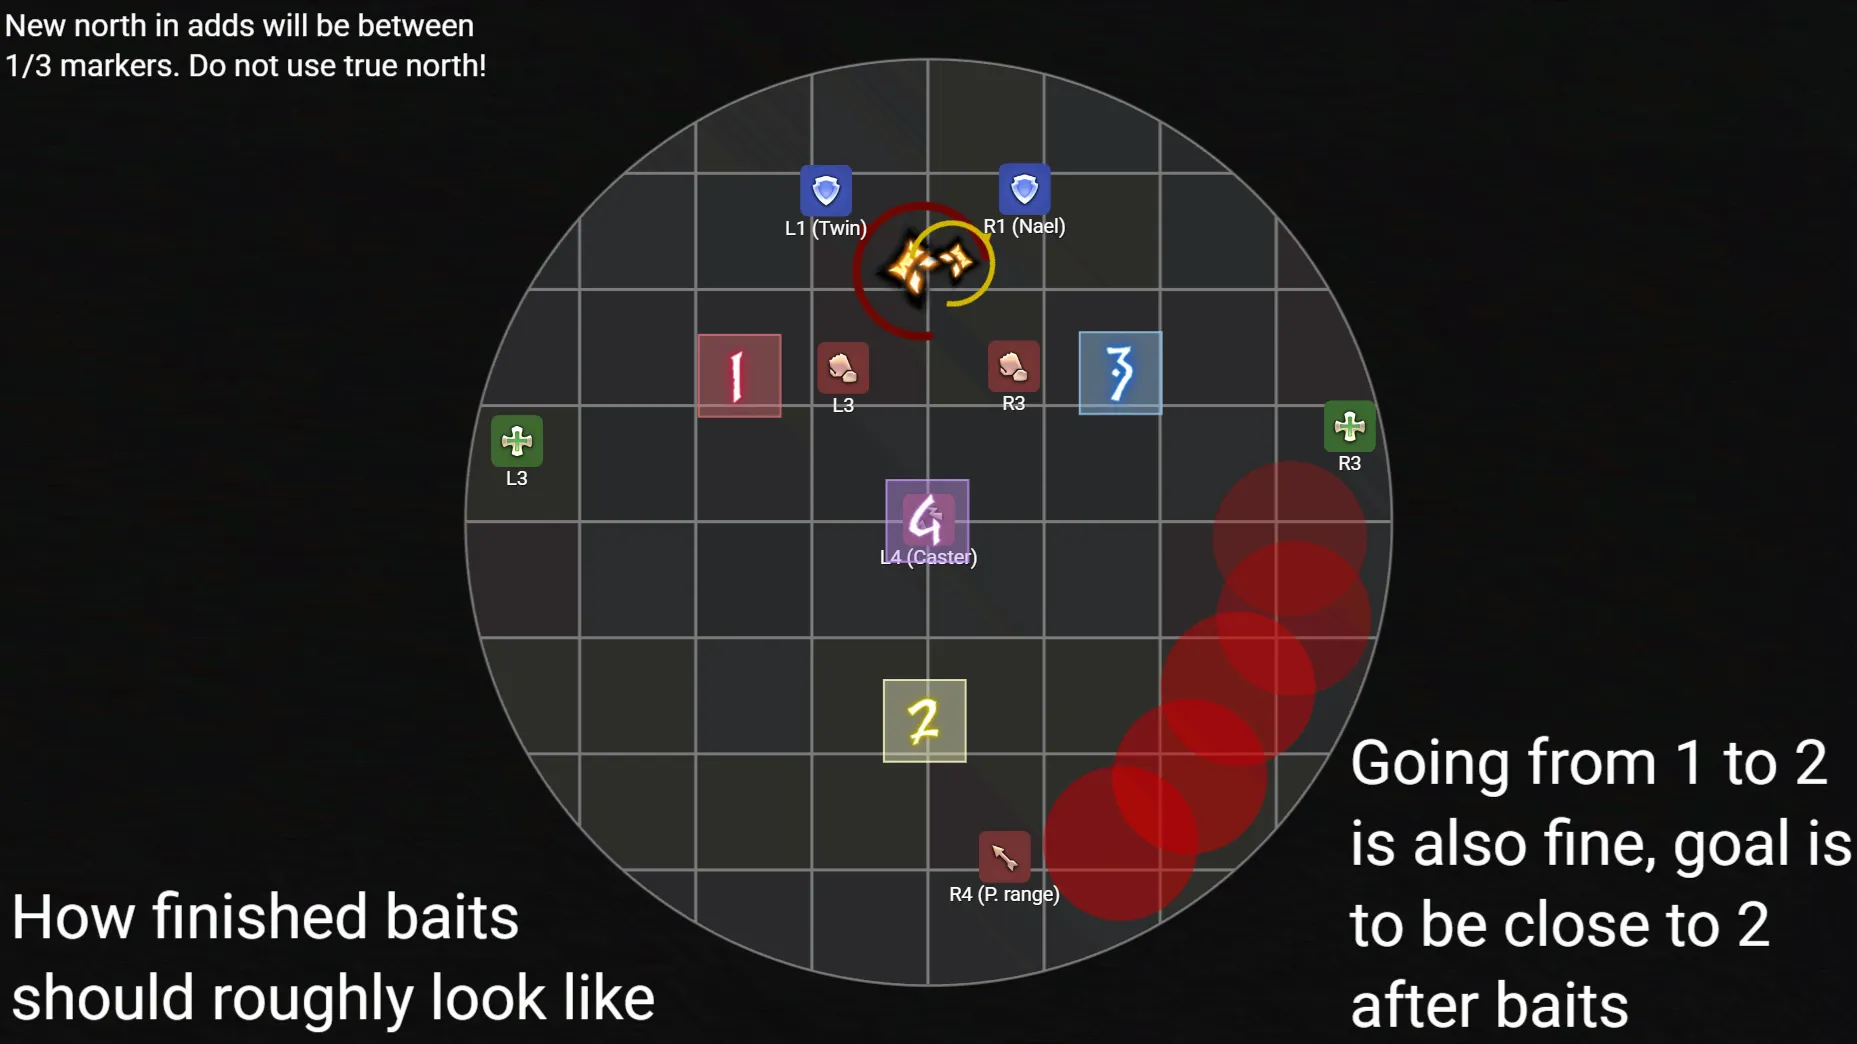 New north in adds will be between
1/3 markers. Do not use true north!
L1 (Twin)
R1 (Nael)
1
L3
R3
3
L3
R3
4
L4 (Caster)
2
R4 (P. range)
Going from 1 to 2
is also fine, goal is
to be close to 2
after baits
How finished baits
should roughly look like